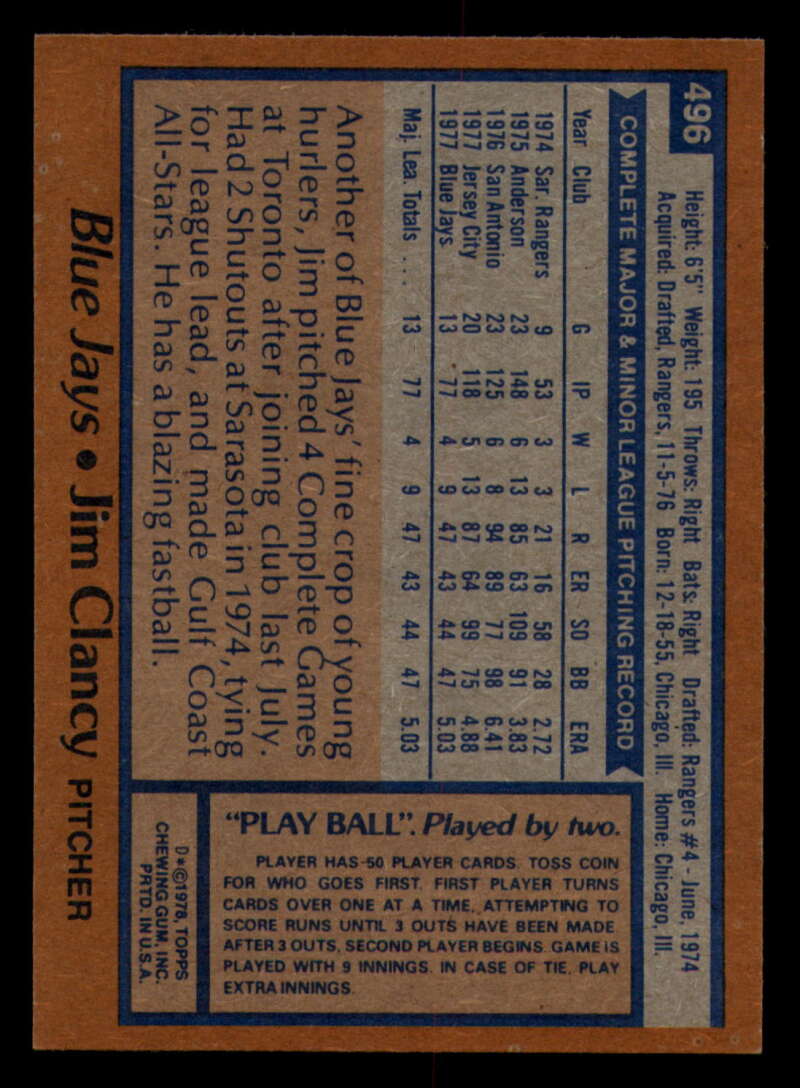 496
Height: 6'5" Weight: 195 Throws: Right Bats: Right Drafted: Rangers #4 - June, 1974
Acquired: Drafted, Rangers, 11-5-76 Born: 12-18-55, Chicago, Ill. Home: Chicago, Ill.
COMPLETE MAJOR & MINOR LEAGUE PITCHING RECORD
Year Club G IP W L R ER SO BB ERA
1974 Sar. Rangers 9 53 3 3 21 16 58 28 2.72
1975 Anderson 23 148 6 13 85 63 109 91 3.83
1976 San Antonio 23 125 6 8 94 89 77 98 6.41
1977 Jersey City 20 118 5 13 87 64 99 75 4.88
1977 Blue Jays 13 77 4 9 47 43 44 47 5.03
Maj. Lea. Totals . . . 13 77 4 9 47 43 44 47 5.03
Another of Blue Jays' fine crop of young
hurlers, Jim pitched 4 Complete Games
at Toronto after joining club last July.
Had 2 Shutouts at Sarasota in 1974, tying
for league lead, and made Gulf Coast
All-Stars. He has a blazing fastball.
"PLAY BALL". Played by two.
PLAYER HAS 50 PLAYER CARDS. TOSS COIN
FOR WHO GOES FIRST. FIRST PLAYER TURNS
CARDS OVER ONE AT A TIME, ATTEMPTING TO
SCORE RUNS UNTIL 3 OUTS HAVE BEEN MADE.
AFTER 3 OUTS, SECOND PLAYER BEGINS. GAME IS
PLAYED WITH 9 INNINGS. IN CASE OF TIE, PLAY
EXTRA INNINGS.
D*©1978, TOPPS
CHEWING GUM, INC.
PRTD. IN U.S.A.
Blue Jays • Jim Clancy PITCHER